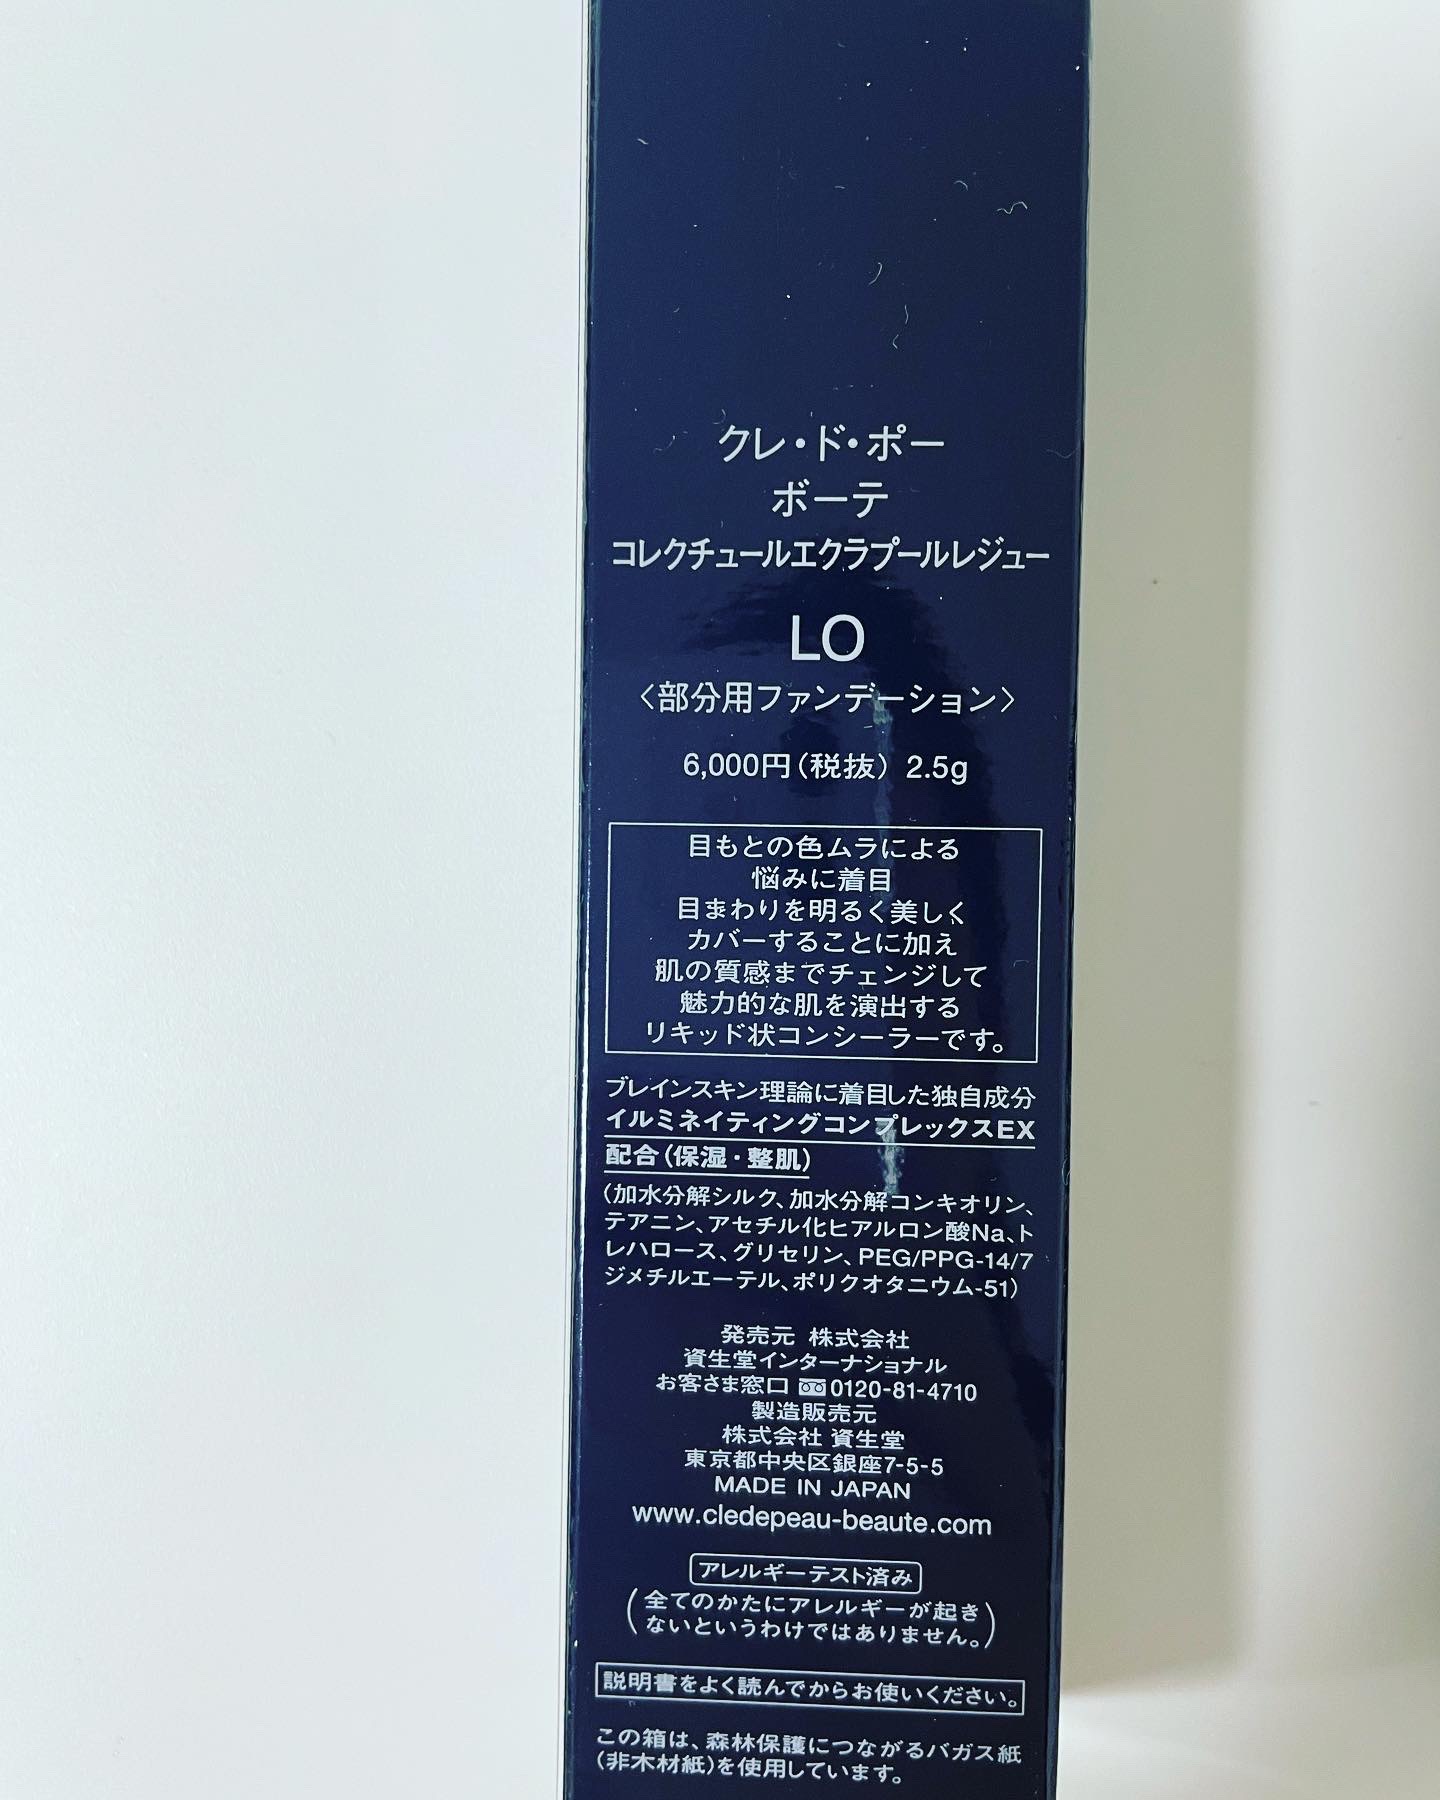 クレ・ド・ポー
ボーテ
コレクチュールエクラプールレジュー
LO
〈部分用ファンデーション〉
6,000円(税抜) 2.5g
目もとの色ムラによる
悩みに着目
目まわりを明るく美しく
カバーすることに加え
肌の質感までチェンジして
魅力的な肌を演出する
リキッド状コンシーラーです。
ブレインスキン理論に着目した独自成分
イルミネイティングコンプレックスEX
配合(保湿・整肌)
(加水分解シルク、加水分解コンキオリン、
テアニン、アセチル化ヒアルロン酸Na、ト
レハロース、グリセリン、PEG/PPG-14/7
ジメチルエーテル、ポリクオタニウム-51)
発売元 株式会社
資生堂インターナショナル
お客さま窓口 0120-81-4710
製造販売元
株式会社 資生堂
東京都中央区銀座7-5-5
MADE IN JAPAN
www.cledepeau-beaute.com
アレルギーテスト済み
(全てのかたにアレルギーが起き
ないというわけではありません。)
説明書をよく読んでからお使いください。
この箱は、森林保護につながるバガス紙
(非木材紙)を使用しています。